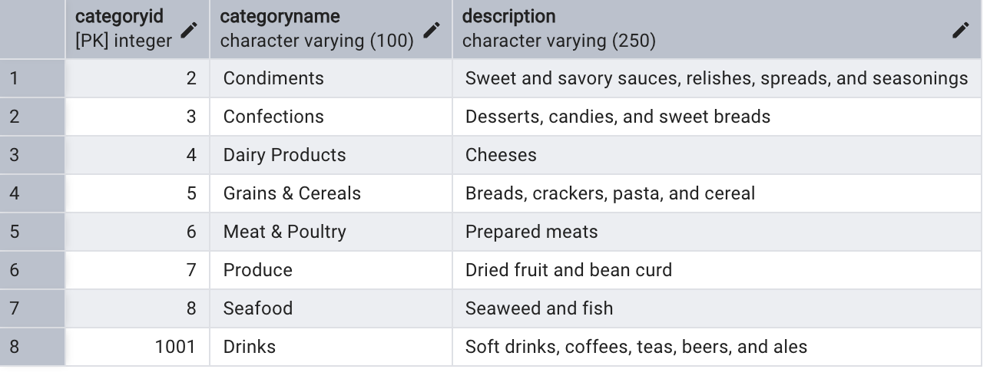 categoryid categoryname description
[PK] integer character varying (100) character varying (250)
1 2 Condiments Sweet and savory sauces, relishes, spreads, and seasonings
2 3 Confections Desserts, candies, and sweet breads
3 4 Dairy Products Cheeses
4 5 Grains & Cereals Breads, crackers, pasta, and cereal
5 6 Meat & Poultry Prepared meats
6 7 Produce Dried fruit and bean curd
7 8 Seafood Seaweed and fish
8 1001 Drinks Soft drinks, coffees, teas, beers, and ales